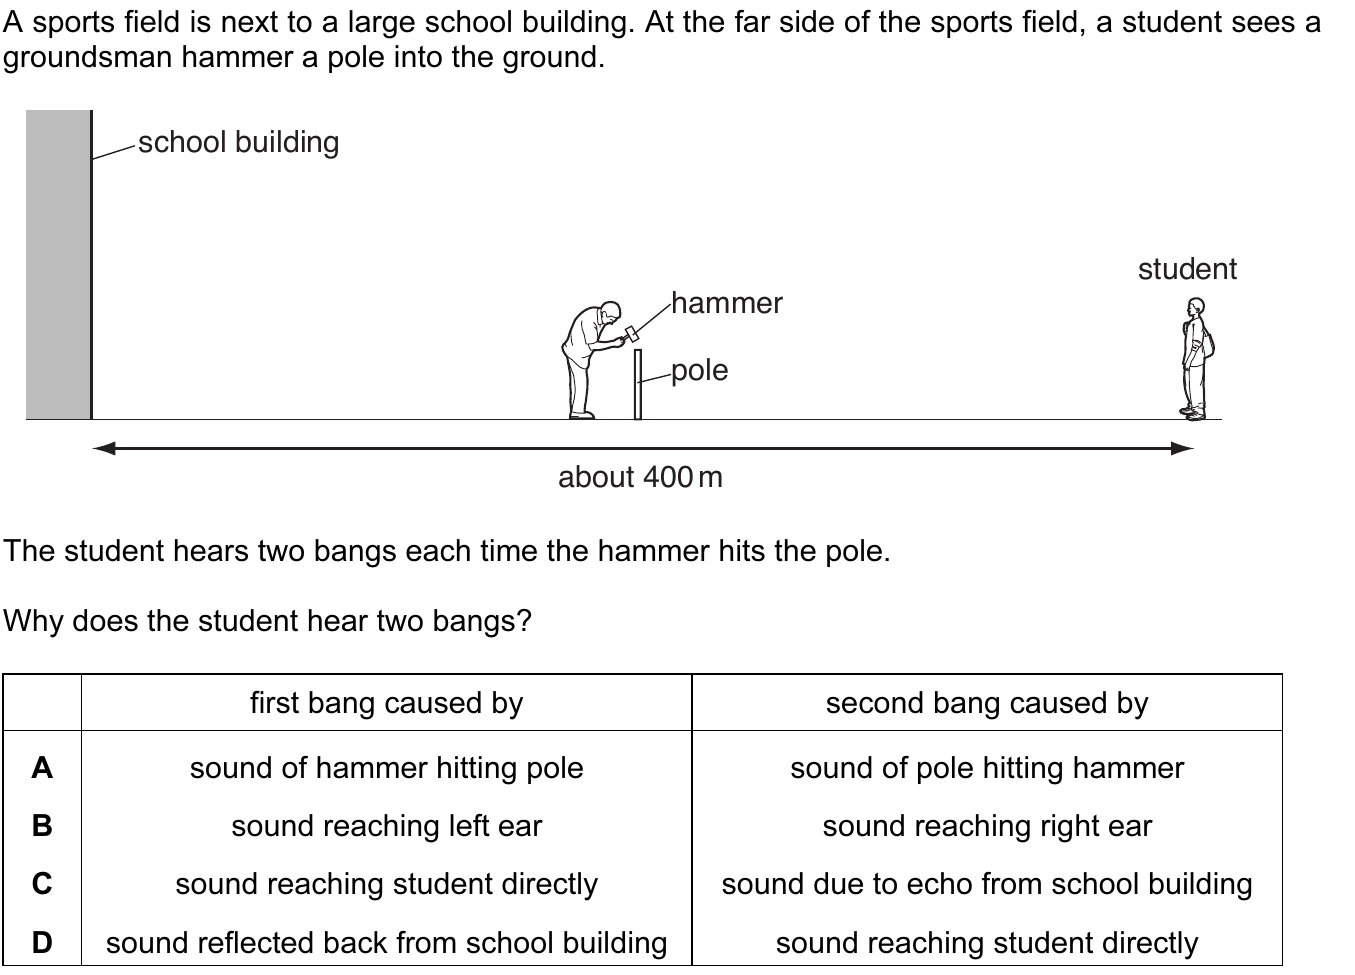 A sports field is next to a large school building. At the far side of the sports field, a student sees a
groundsman hammer a pole into the ground.
school building
student
hammer
pole
about 400 m
The student hears two bangs each time the hammer hits the pole.
Why does the student hear two bangs?
first bang caused by second bang caused by
A sound of hammer hitting pole sound of pole hitting hammer
B sound reaching left ear sound reaching right ear
C sound reaching student directly sound due to echo from school building
D sound reflected back from school building sound reaching student directly